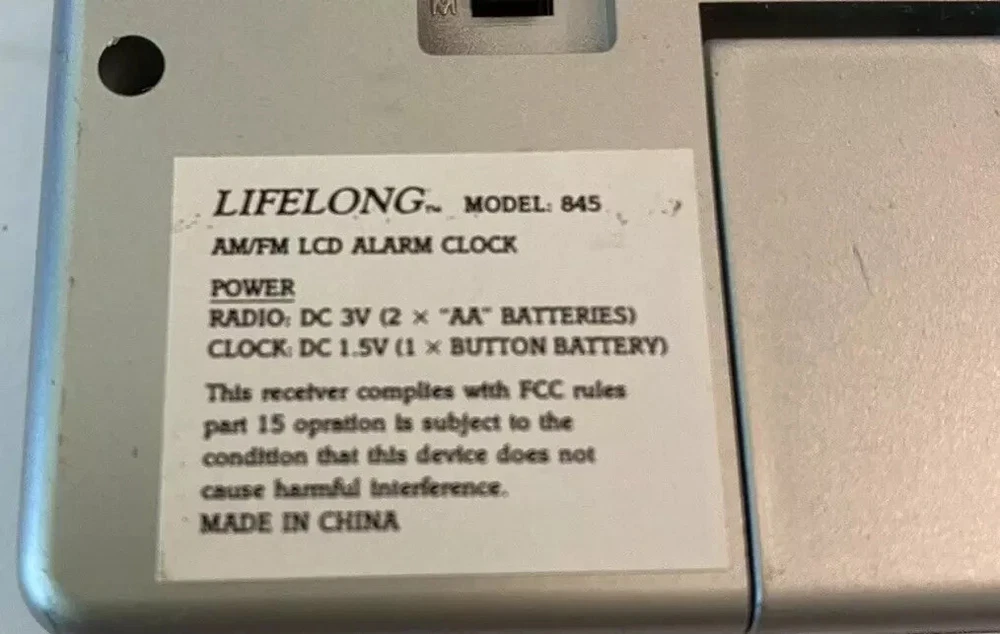 M
LIFELONG™ MODEL: 845
AM/FM LCD ALARM CLOCK
POWER
RADIO: DC 3V (2 × "AA" BATTERIES)
CLOCK: DC 1.5V (1 × BUTTON BATTERY)
This receiver complies with FCC rules
part 15 opration is subject to the
condition that this device does not
cause harmful interference.
MADE IN CHINA